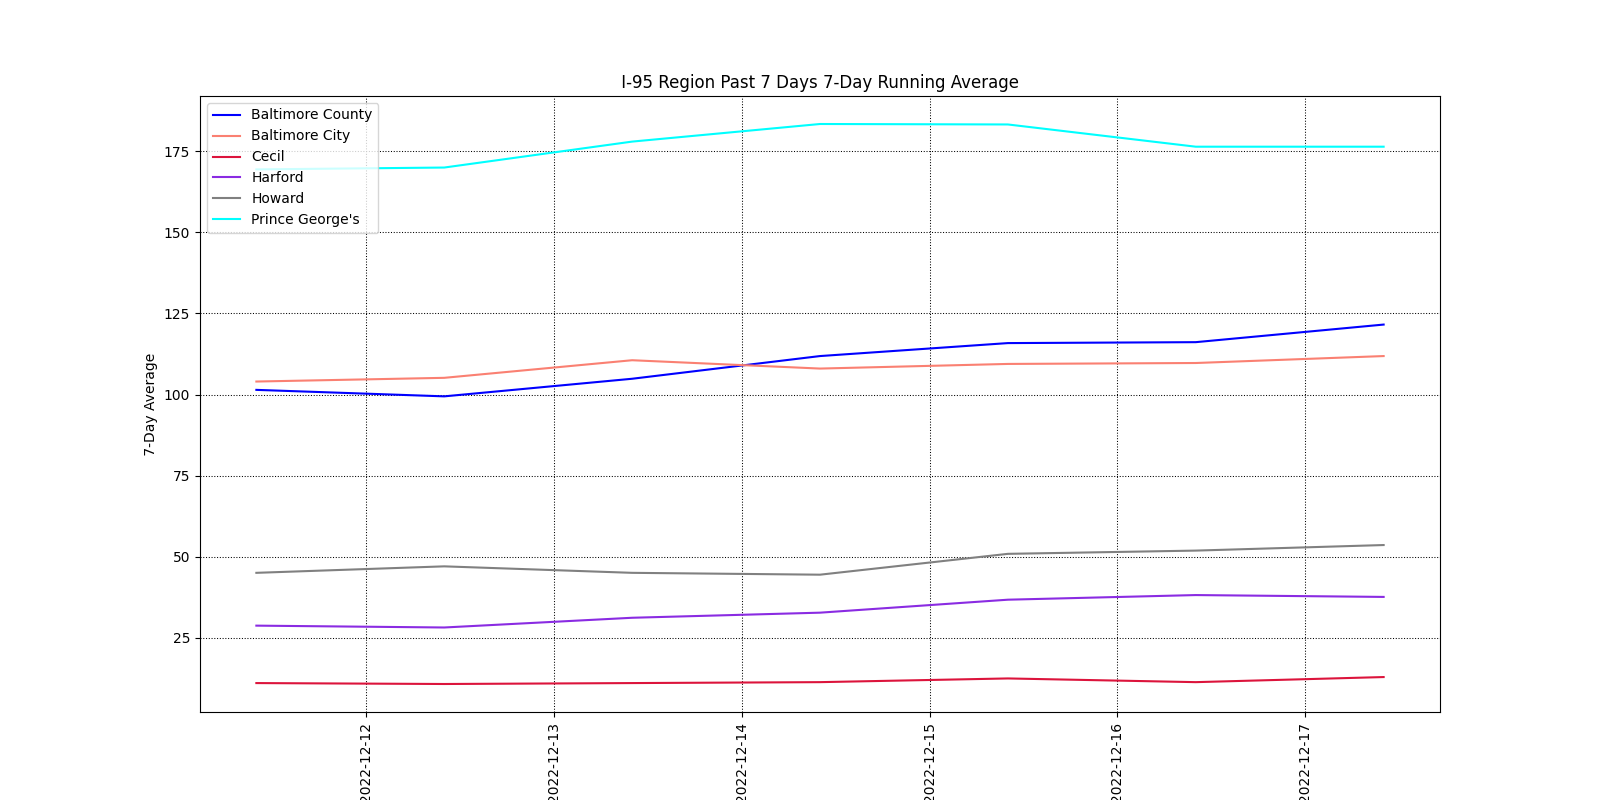 I-95 Region Past 7 Days 7-Day Running Average
Baltimore County
Baltimore City
Cecil
Harford
Howard
Prince George's
175
150
125
100
75
50
25
7-Day Average
2022-12-12
2022-12-13
2022-12-14
2022-12-15
2022-12-16
2022-12-17